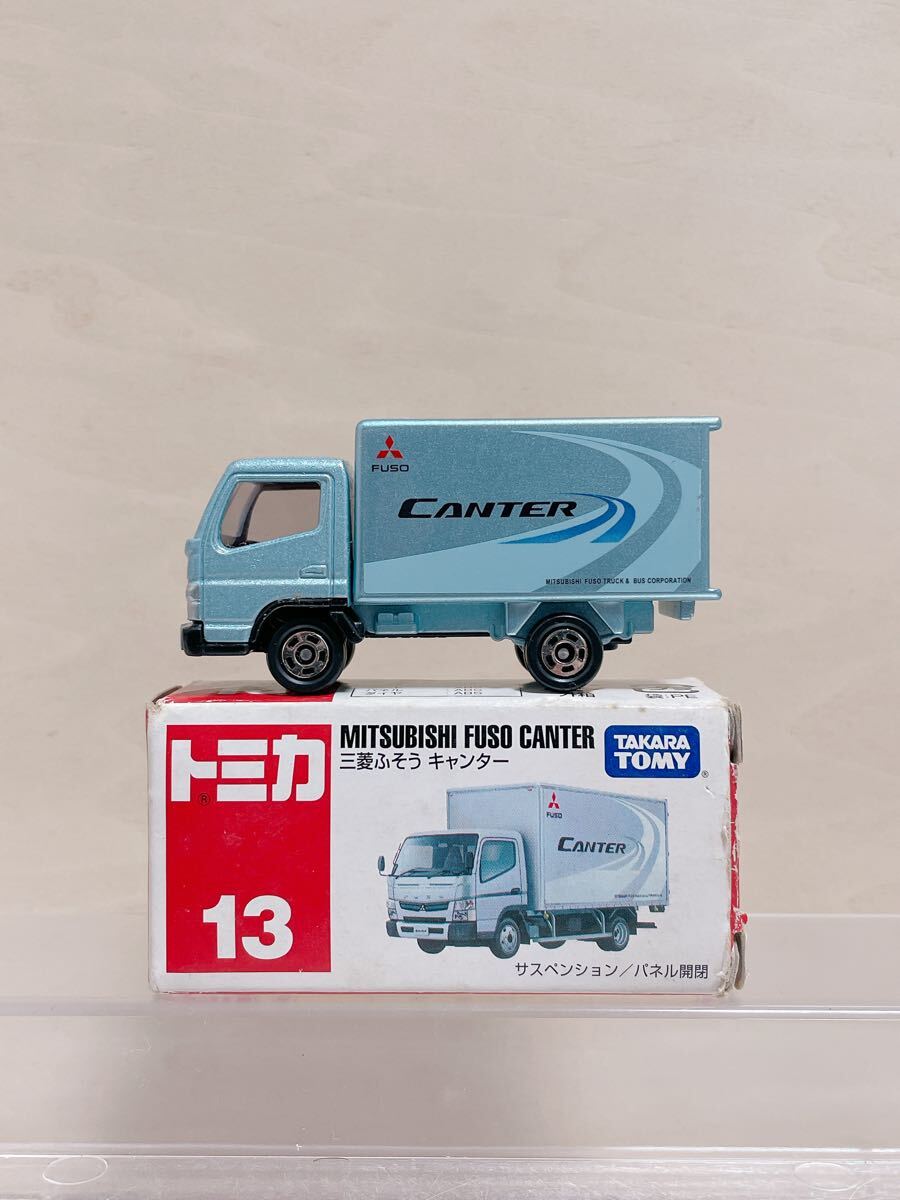 FUSO
CANTER
MITSUBISHI FUSO TRUCK & BUS CORPORATION
トミカ
®
13
MITSUBISHI FUSO CANTER
三菱ふそう キャンター
TAKARA
TOMY
®
FUSO
CANTER
サスペンション/パネル開閉